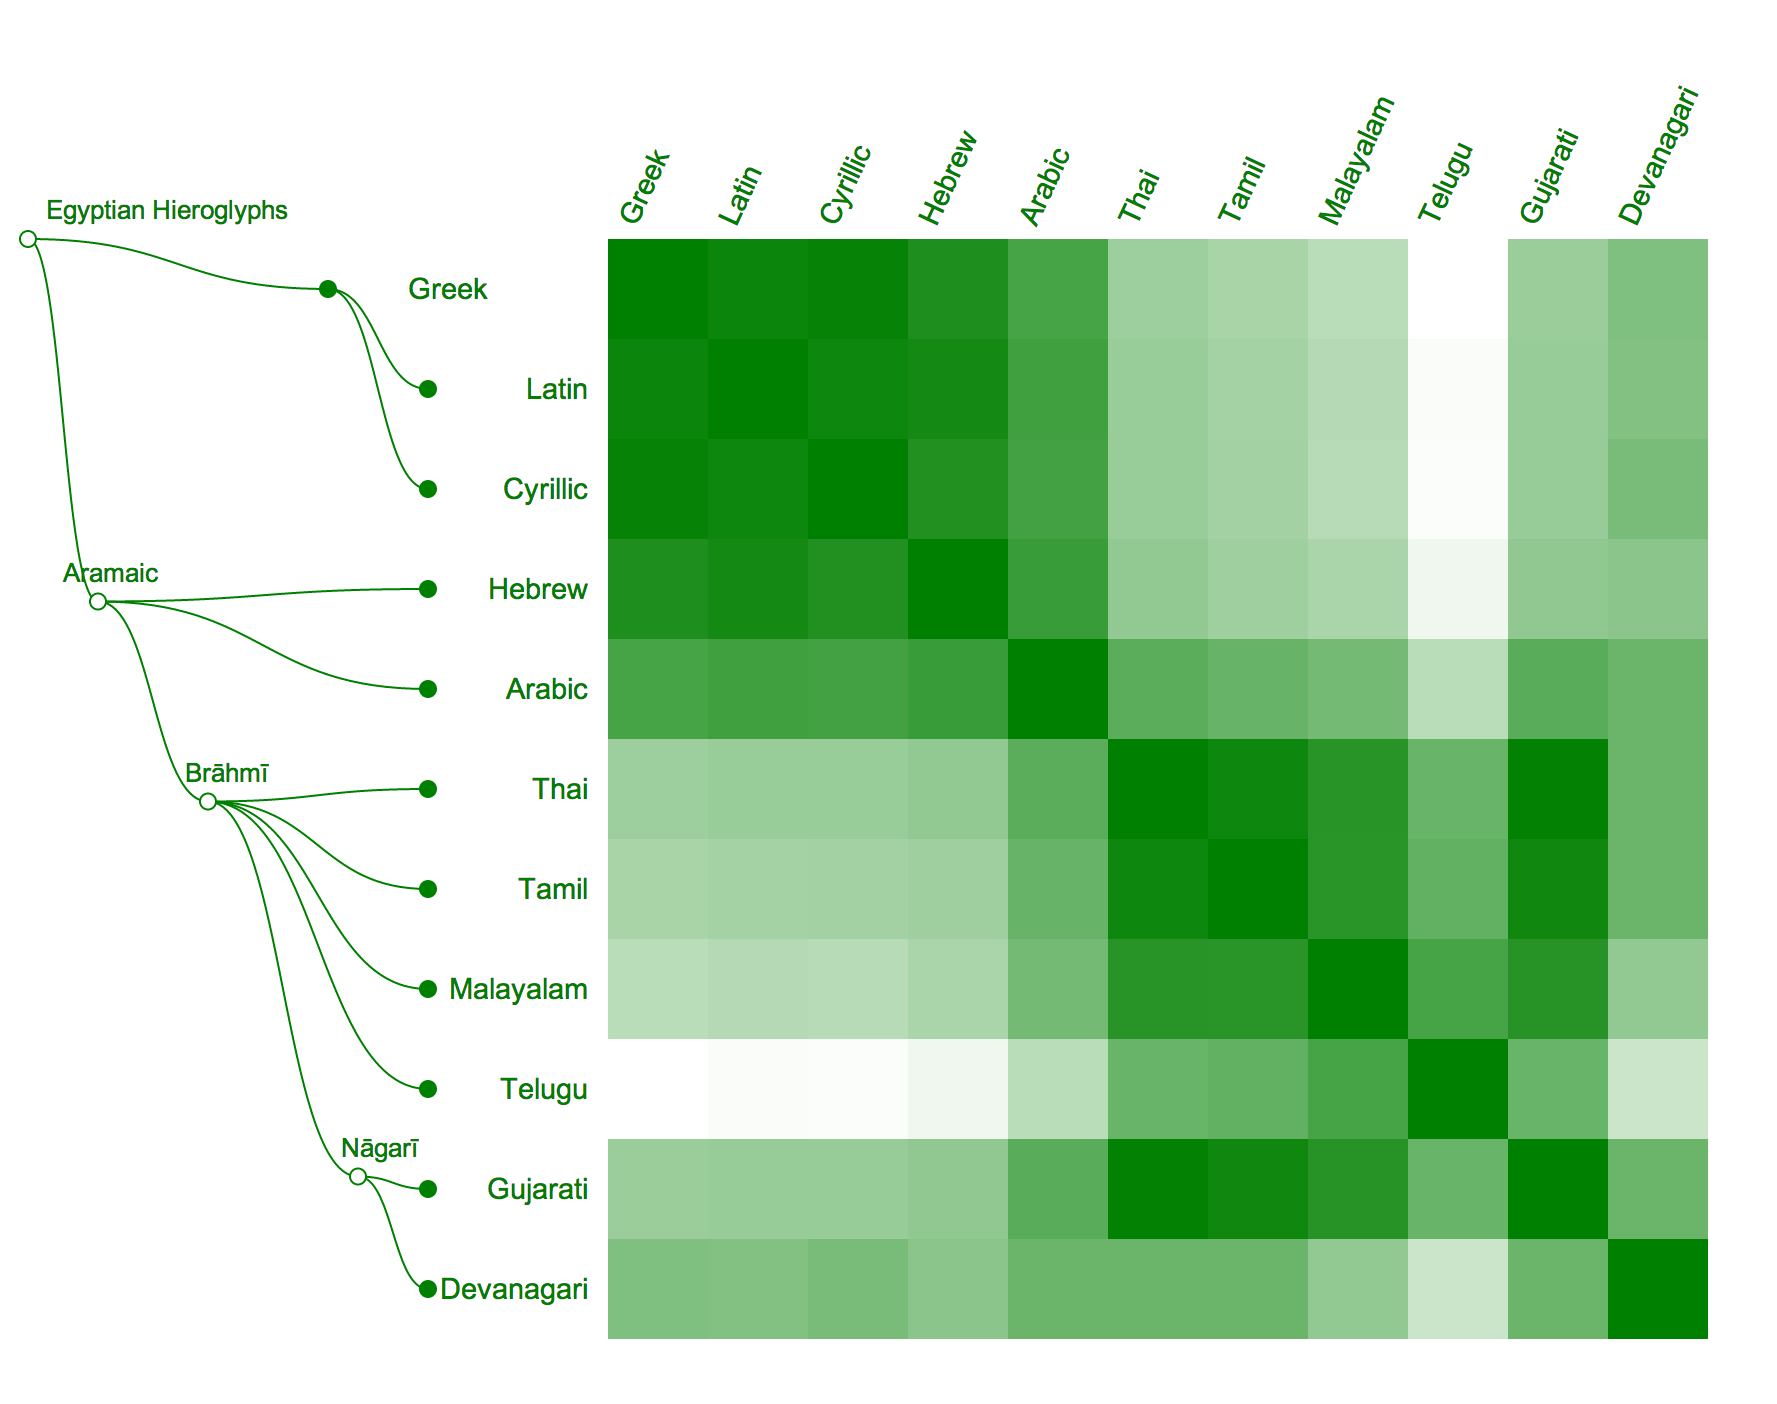 Greek
Latin
Cyrillic
Hebrew
Arabic
Thai
Tamil
Malayalam
Telugu
Gujarati
Devanagari
Egyptian Hieroglyphs
Greek
Latin
Cyrillic
Aramaic
Hebrew
Arabic
Brāhmī
Thai
Tamil
Malayalam
Telugu
Nāgarī
Gujarati
Devanagari